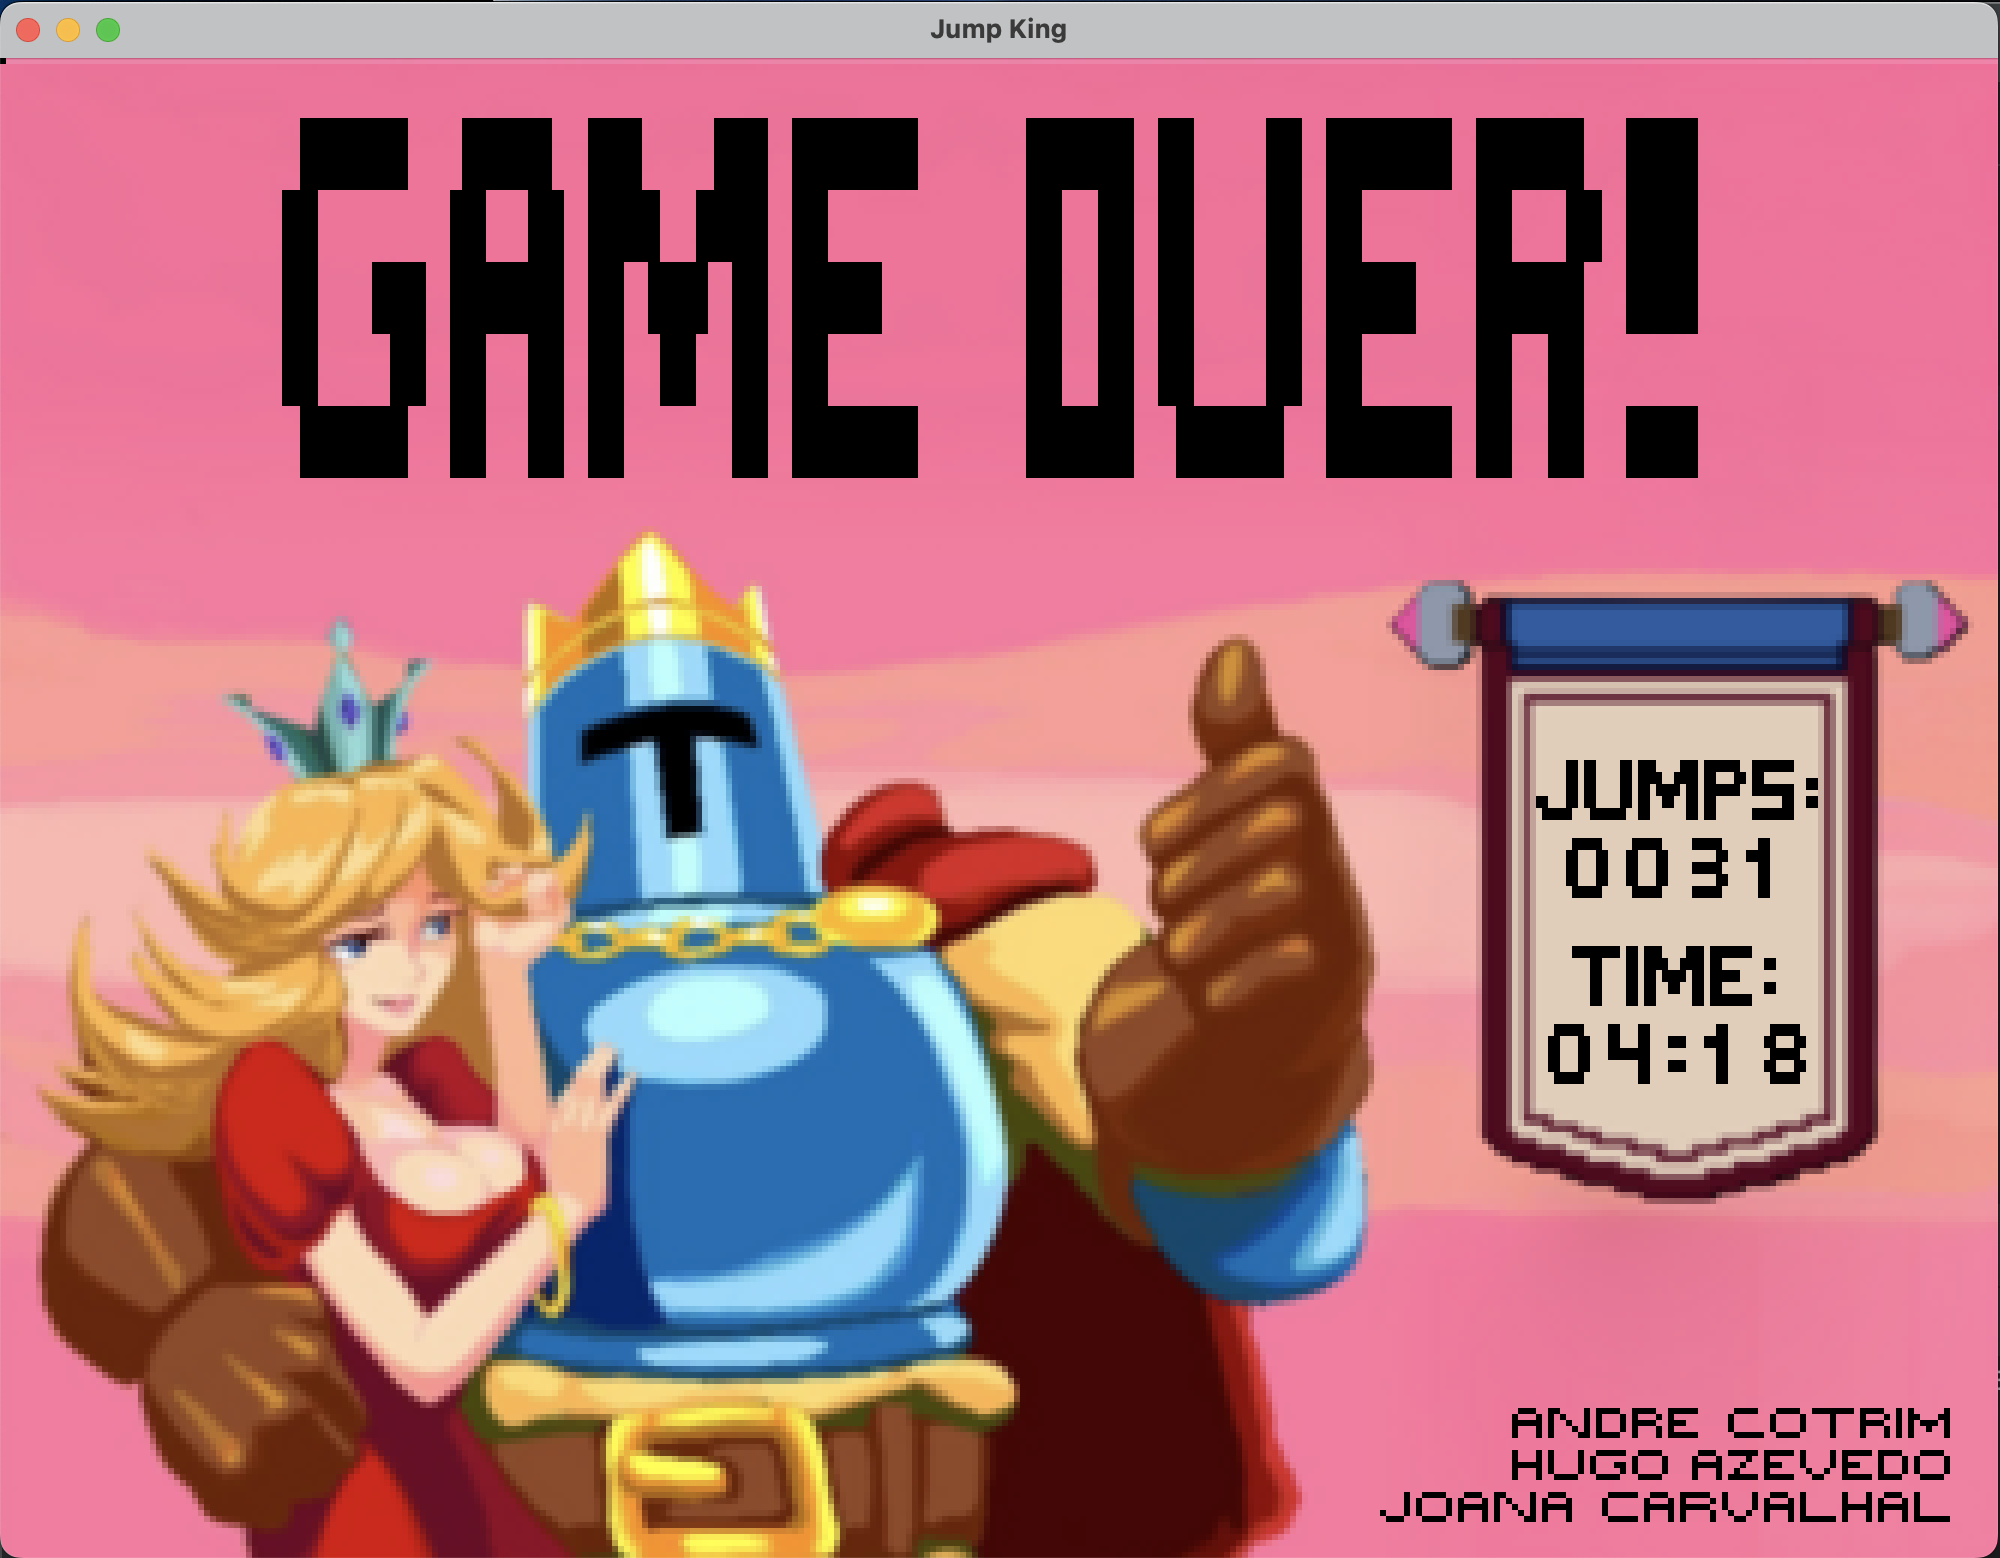 Jump King
GAME OVER!
JUMPS:
0031
TIME:
04:18
ANDRE COTRIM
HUGO AZEVEDO
JOANA CARVALHAL